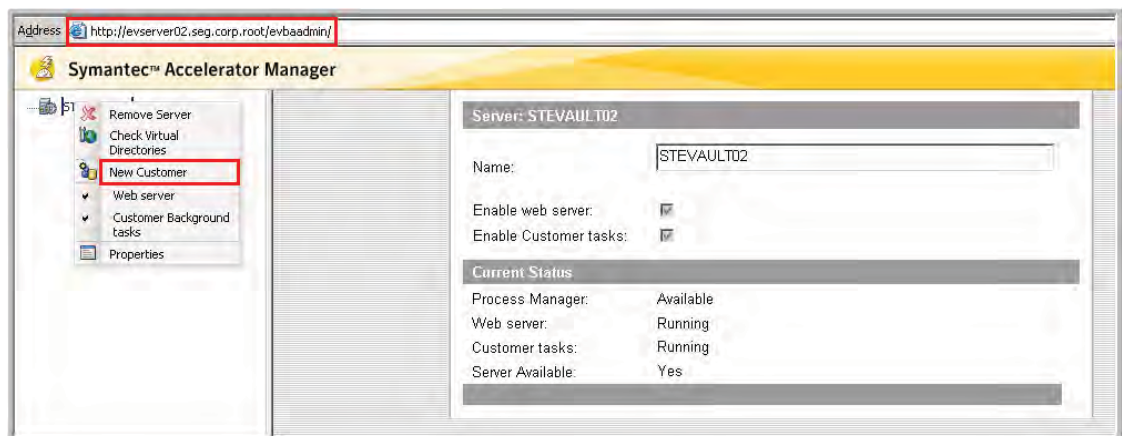 Address http://evserver02.seg.corp.root/evbaadmin/
Symantec™ Accelerator Manager
ST
Remove Server
Check Virtual
Directories
New Customer
Web server
Customer Background
tasks
Properties
Server: STEVAULT02
Name: STEVAULT02
Enable web server:
Enable Customer tasks:
Current Status
Process Manager: Available
Web server: Running
Customer tasks: Running
Server Available: Yes